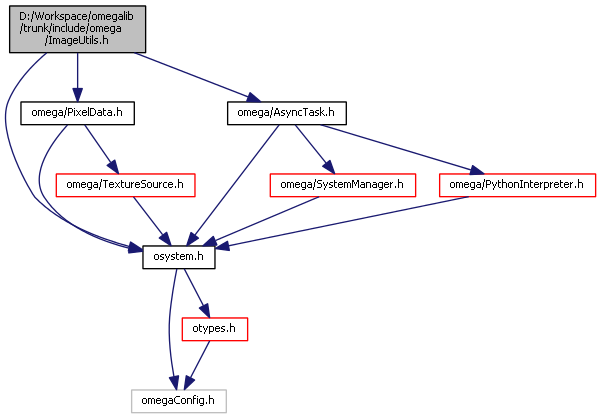 D:/Workspace/omegalib
/trunk/include/omega
/ImageUtils.h
omega/PixelData.h
omega/AsyncTask.h
omega/TextureSource.h
omega/SystemManager.h
omega/PythonInterpreter.h
osystem.h
otypes.h
omegaConfig.h